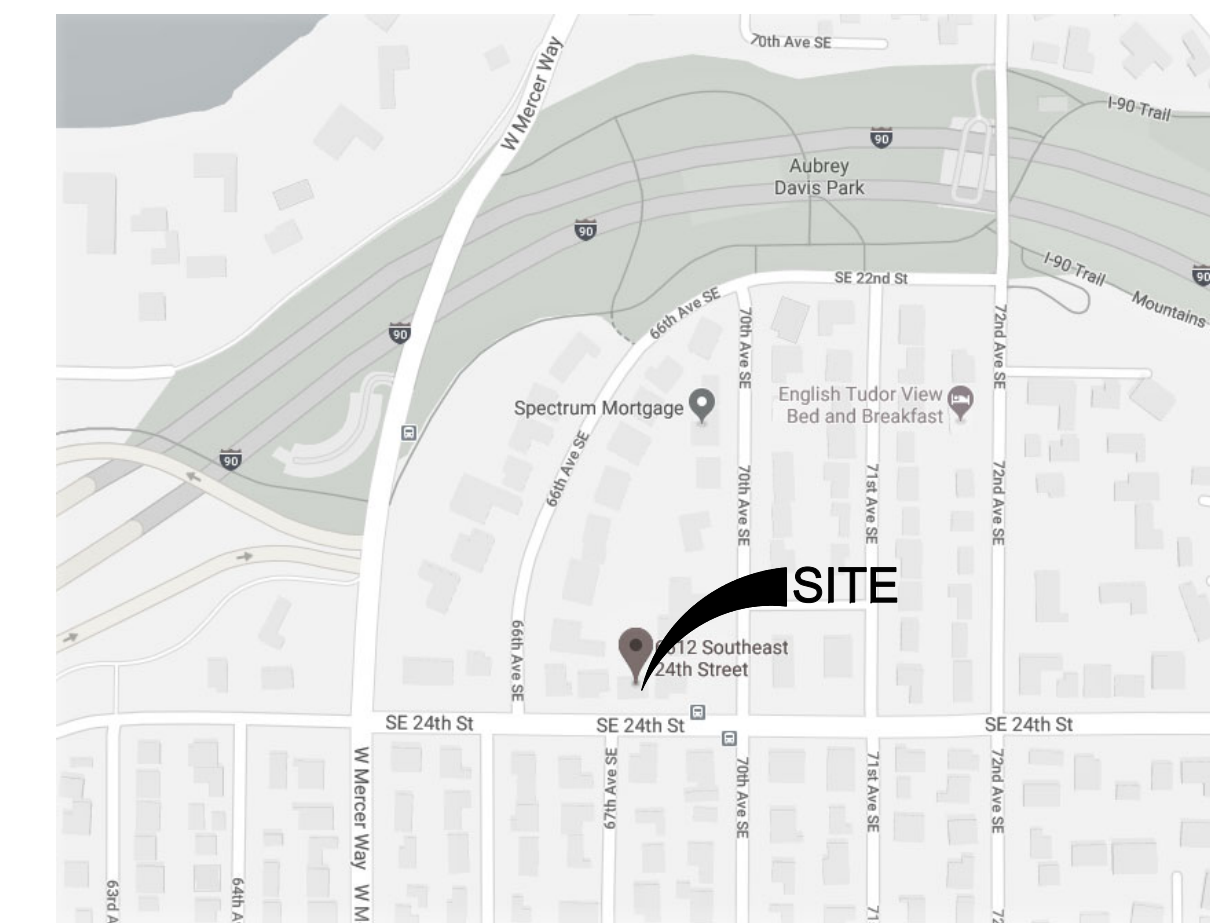 70th Ave SE
W Mercer Way
I-90 Trail
90
Aubrey
Davis Park
90
I-90 Trail
90
SE 22nd St
Mountains
66th Ave SE
70th Ave SE
72nd Ave SE
90
Spectrum Mortgage
English Tudor View
Bed and Breakfast
90
66th Ave SE
70th Ave SE
71st Ave SE
72nd Ave SE
SITE
66th Ave SE
Southeast
24th Street
SE 24th St
SE 24th St
SE 24th St
W Mercer Way
67th Ave SE
70th Ave SE
71st Ave SE
72nd Ave SE
63rd A
64th A
W M
71
72